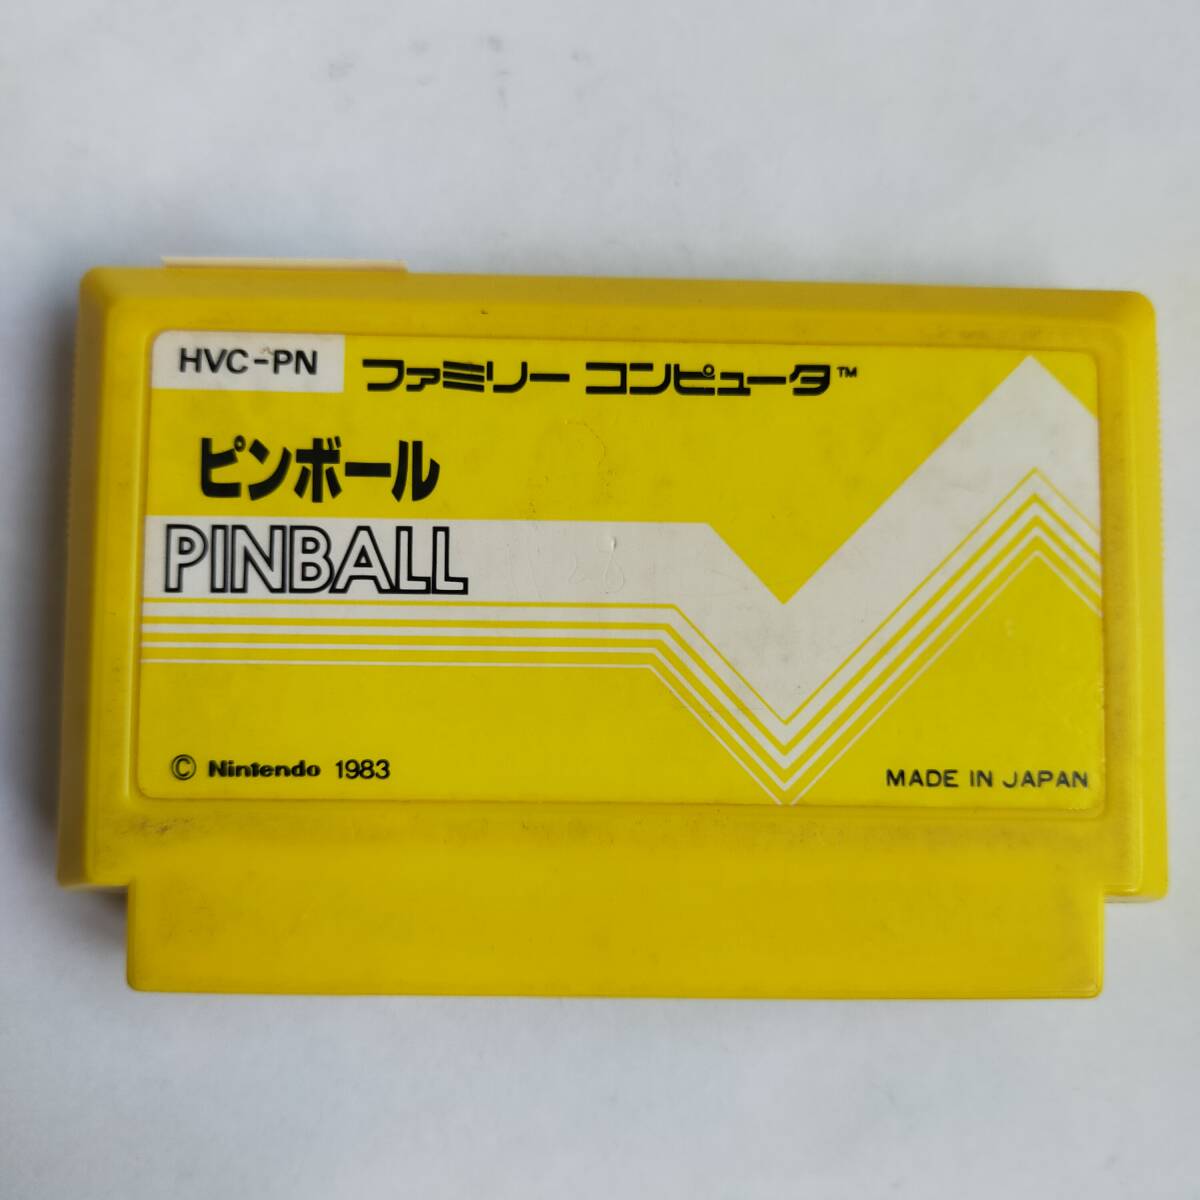 HVC-PN
ファミリー コンピュータ™
ピンボール
PINBALL
© Nintendo 1983
MADE IN JAPAN